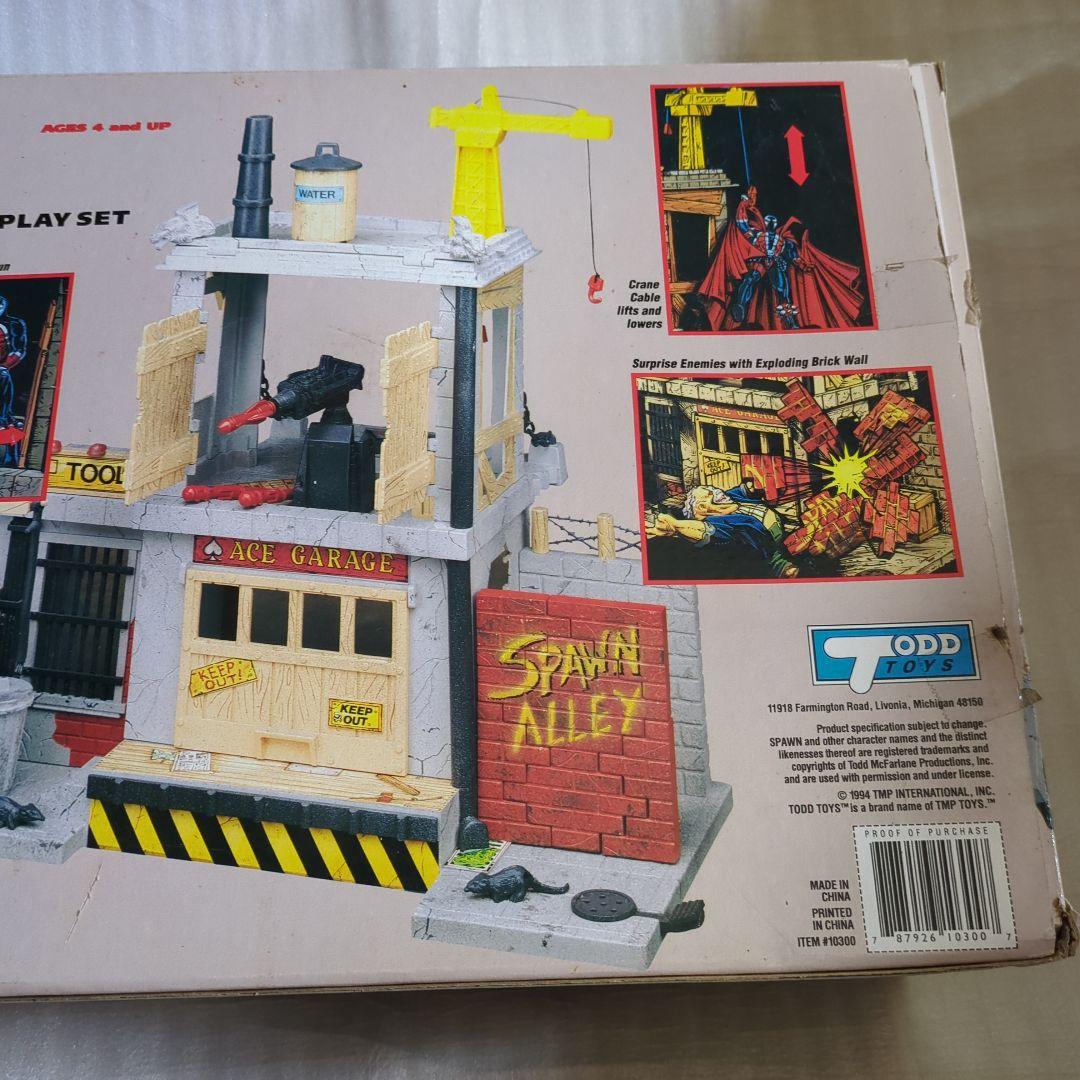 AGES 4 and UP
PLAY SET
WATER
Crane
Cable
lifts and
lowers
Surprise Enemies with Exploding Brick Wall
ACE GARAG
KEEP
OUT!
TOOL
ACE GARAGE
KEEP
OUT!
KEEP
OUT.
SPAWN
ALLEY
TODD
TOYS
11918 Farmington Road, Livonia, Michigan 48150
Product specification subject to change.
SPAWN and other character names and the distinct
likenesses thereof are registered trademarks and
copyrights of Todd McFarlane Productions, Inc.
and are used with permission and under license.
© 1994 TMP INTERNATIONAL, INC.
TODD TOYS™ is a brand name of TMP TOYS.™
PROOF OF PURCHASE
MADE IN
CHINA
PRINTED
IN CHINA
ITEM #10300
7 87926 10300 7